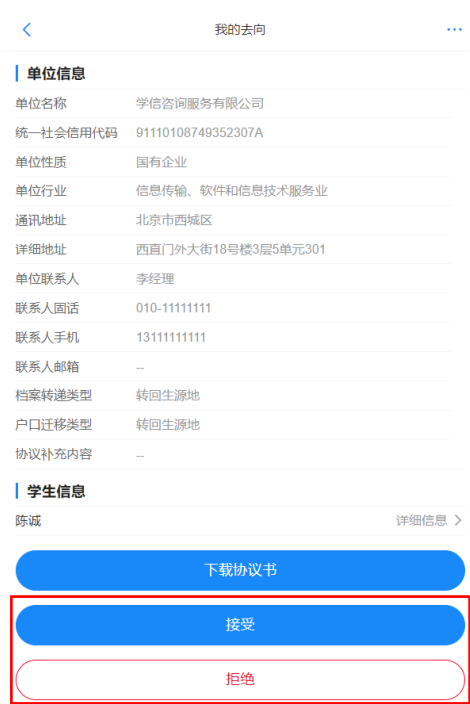 我的去向
单位信息
单位名称 学信咨询服务有限公司
统一社会信用代码 91110108749352307A
单位性质 国有企业
单位行业 信息传输、软件和信息技术服务业
通讯地址 北京市西城区
详细地址 西直门外大街18号楼3层5单元301
单位联系人 李经理
联系人固话 010-11111111
联系人手机 13111111111
联系人邮箱 --
档案转递类型 转回生源地
户口迁移类型 转回生源地
协议补充内容 --
学生信息
陈诚 详细信息
下载协议书
接受
拒绝